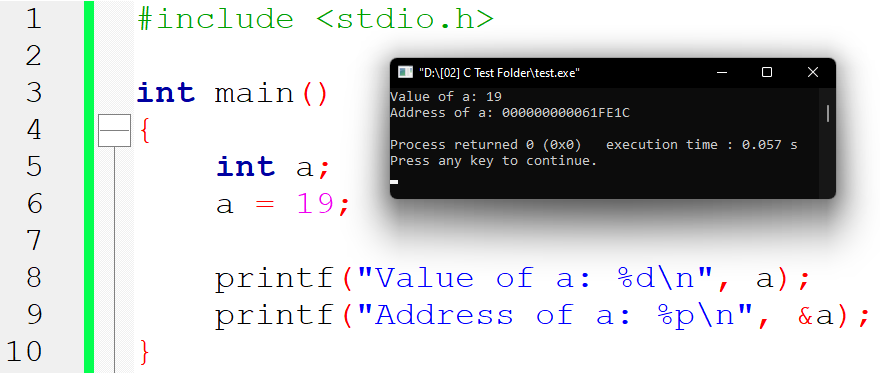 1 #include <stdio.h>
2
3 int main()
4 {
5 int a;
6 a = 19;
7
8 printf("Value of a: %d\n", a);
9 printf("Address of a: %p\n", &a);
10 }
"D:\[02] C Test Folder\test.exe"
Value of a: 19
Address of a: 000000000061FE1C
Process returned 0 (0x0) execution time : 0.057 s
Press any key to continue.